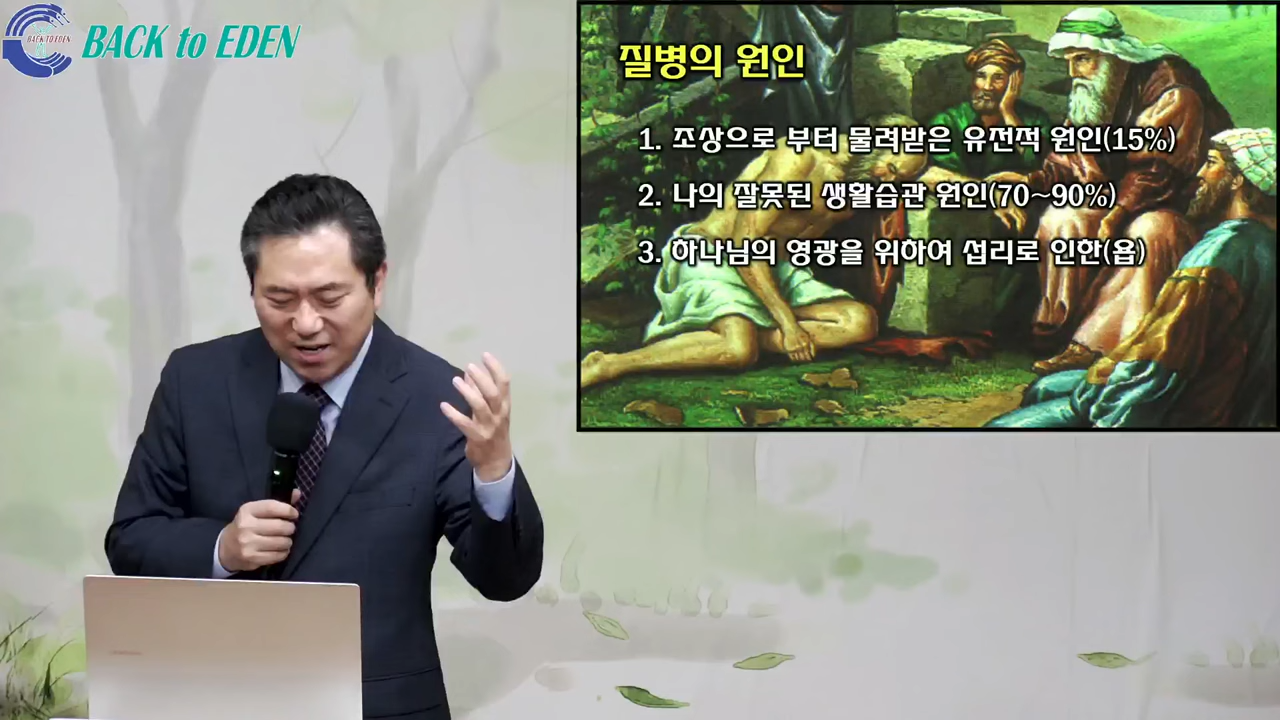 BACK TO EDEN
BACK to EDEN
질병의 원인
1. 조상으로 부터 물려받은 유전적 원인(15%)
2. 나의 잘못된 생활습관 원인(70~90%)
3. 하나님의 영광을 위하여 섭리로 인한(욥)